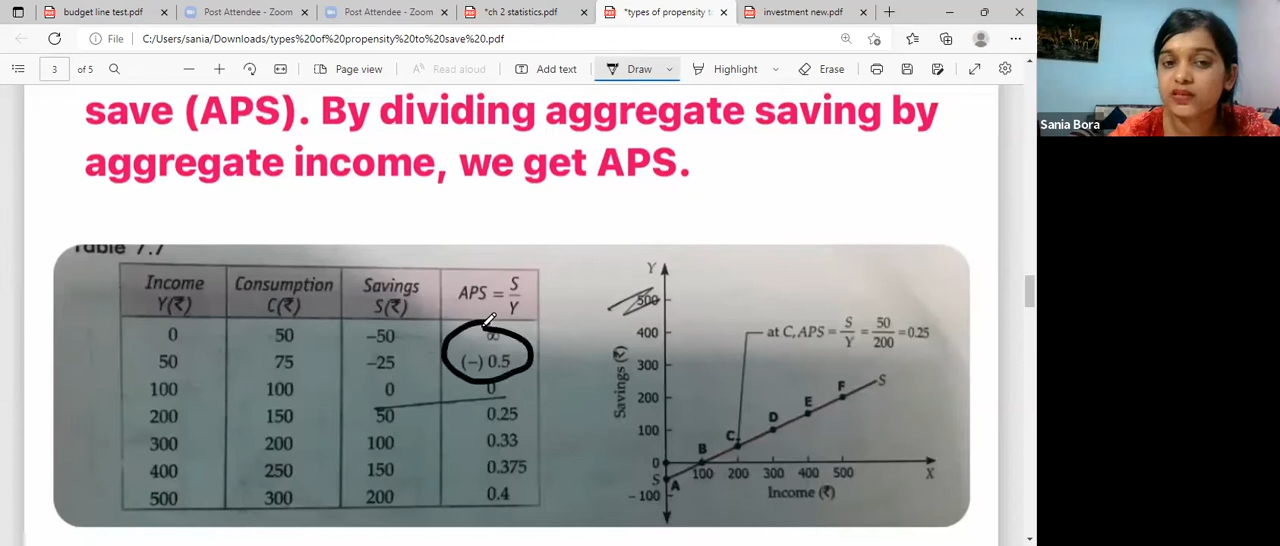 budget line test.pdf
Post Attendee - Zoom
Post Attendee - Zoom
*ch 2 statistics.pdf
*types of propensity t
investment new.pdf
File
C:/Users/sania/Downloads/types%20of%20propensity%20to%20save%20.pdf
3 of 5
Page view
Read aloud
Add text
Draw
Highlight
Erase
save (APS). By dividing aggregate saving by
aggregate income, we get APS.
Table 7.7
Income Y(₹) Consumption C(₹) Savings S(₹) APS = S/Y
0 50 –50 ∞
50 75 –25 (–) 0.5
100 100 0 0
200 150 50 0.25
300 200 100 0.33
400 250 150 0.375
500 300 200 0.4
Y
500
400
300
200
100
0
S
– 100
Savings (₹)
at C, APS = S/Y = 50/200 = 0.25
A
B
C
D
E
F
S
100 200 300 400 500
X
Income (₹)
Sania Bora